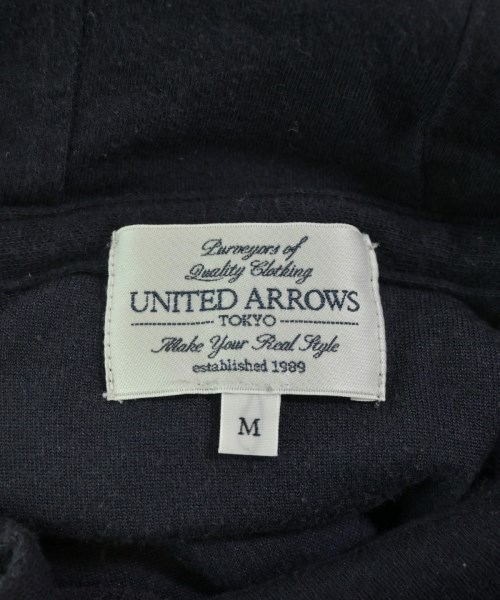 Purveyors of
Quality Clothing
UNITED ARROWS
TOKYO
Make Your Real Style
established 1989
M